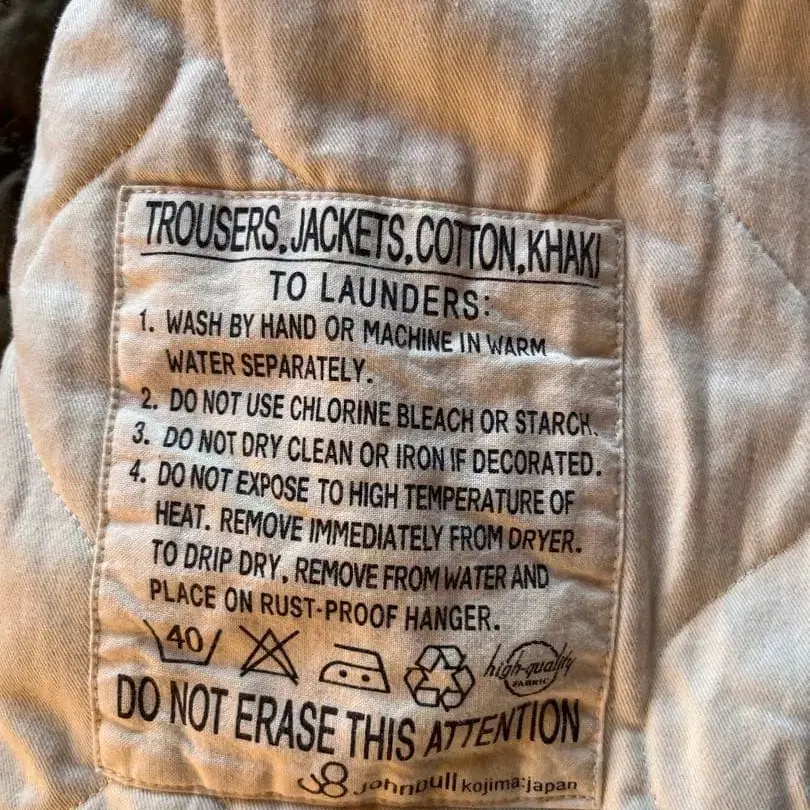 TROUSERS.JACKETS.COTTON.KHAKI
TO LAUNDERS:
1. WASH BY HAND OR MACHINE IN WARM
WATER SEPARATELY.
2. DO NOT USE CHLORINE BLEACH OR STARCH.
3. DO NOT DRY CLEAN OR IRON IF DECORATED.
4. DO NOT EXPOSE TO HIGH TEMPERATURE OF
HEAT. REMOVE IMMEDIATELY FROM DRYER.
TO DRIP DRY, REMOVE FROM WATER AND
PLACE ON RUST-PROOF HANGER.
40 high-quality
FABRIC
DO NOT ERASE THIS ATTENTION
johnbull kojima:japan